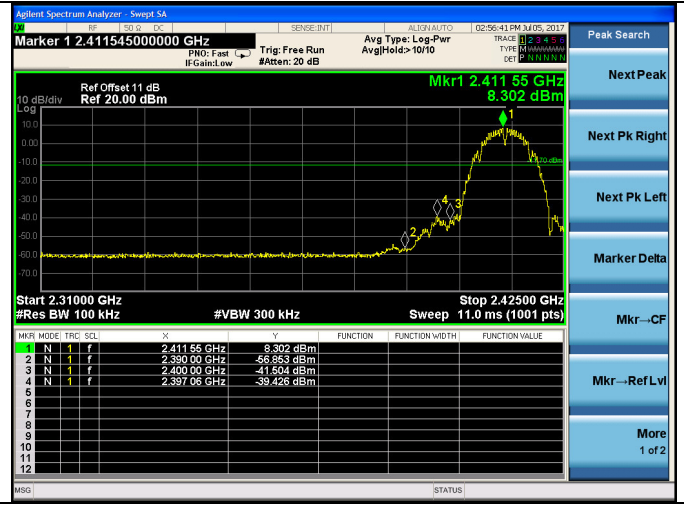 Agilent Spectrum Analyzer - Swept SA
RF 50 Ω DC SENSE:INT ALIGN AUTO 02:56:41 PM Jul 05, 2017
Marker 1 2.411545000000 GHz
PNO: Fast
IFGain:Low
Trig: Free Run
#Atten: 20 dB
Avg Type: Log-Pwr
Avg|Hold:>10/10
TRACE 1 2 3 4 5 6
TYPE M
DET P N N N N N
Peak Search
Next Peak
Next Pk Right
Next Pk Left
Marker Delta
Mkr→CF
Mkr→Ref Lvl
More
1 of 2
Ref Offset 11 dB
10 dB/div Ref 20.00 dBm
Log
Mkr1 2.411 55 GHz
8.302 dBm
10.0
0.00
-10.0
-20.0
-30.0
-40.0
-50.0
-60.0
-70.0
1
2
3
4
Start 2.31000 GHz Stop 2.42500 GHz
#Res BW 100 kHz #VBW 300 kHz Sweep 11.0 ms (1001 pts)
MKR MODE TRC SCL X Y FUNCTION FUNCTION WIDTH FUNCTION VALUE
1 N 1 f 2.411 55 GHz 8.302 dBm
2 N 1 f 2.390 00 GHz -56.853 dBm
3 N 1 f 2.400 00 GHz -41.504 dBm
4 N 1 f 2.397 06 GHz -39.426 dBm
5
6
7
8
9
10
11
12
MSG STATUS